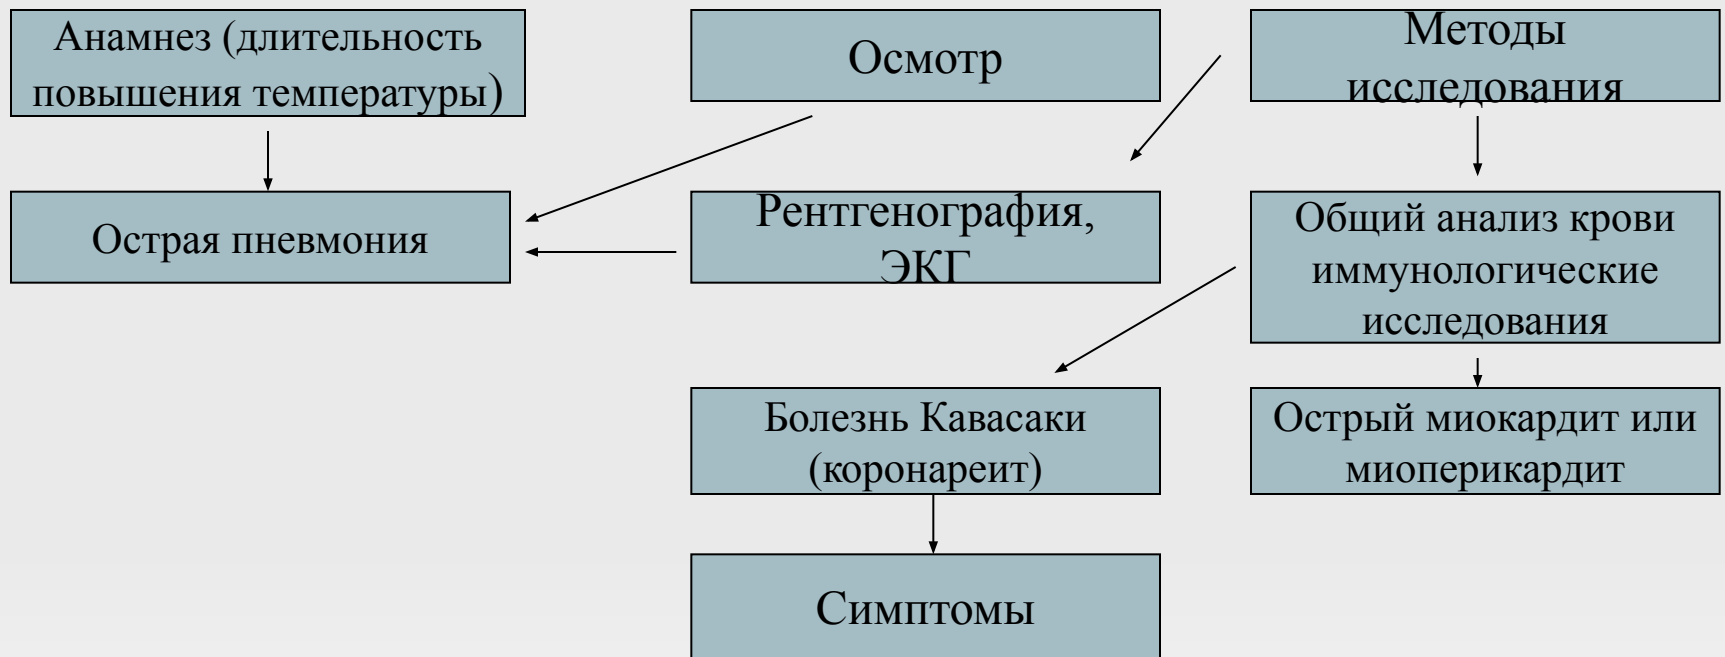 Анамнез (длительность
повышения температуры)
Осмотр
Методы
исследования
Острая пневмония
Рентгенография,
ЭКГ
Общий анализ крови
иммунологические
исследования
Болезнь Кавасаки
(коронареит)
Острый миокардит или
миоперикардит
Симптомы